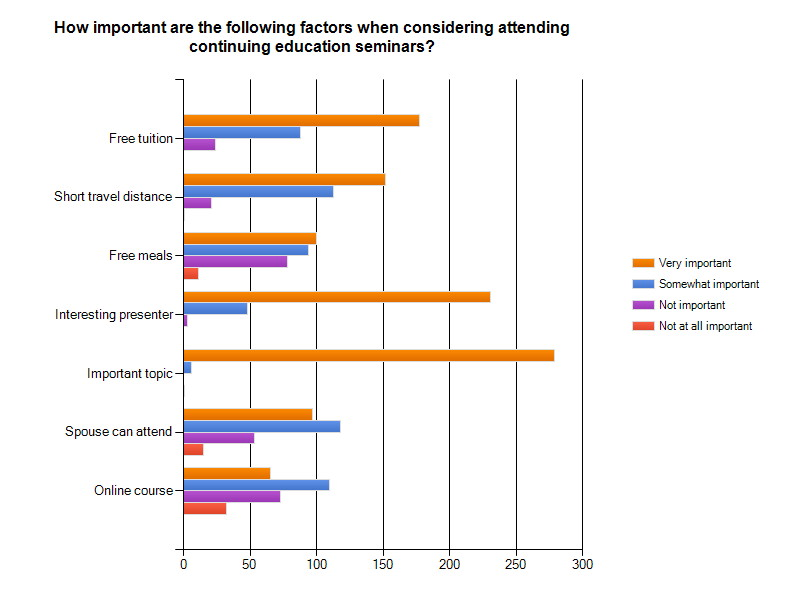 How important are the following factors when considering attending
continuing education seminars?
Free tuition
Short travel distance
Free meals
Interesting presenter
Important topic
Spouse can attend
Online course
0 50 100 150 200 250 300
Very important
Somewhat important
Not important
Not at all important